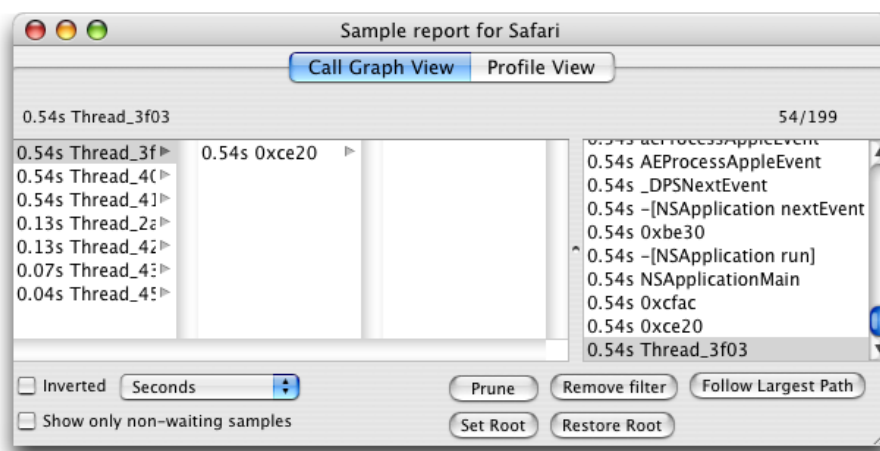 Sample report for Safari
Call Graph View Profile View
0.54s Thread_3f03 54/199
0.54s Thread_3f
0.54s Thread_4(
0.54s Thread_41
0.13s Thread_2a
0.13s Thread_42
0.07s Thread_43
0.04s Thread_45
0.54s 0xce20
0.54s AEProcessAppleEvent
0.54s _DPSNextEvent
0.54s -[NSApplication nextEvent
0.54s 0xbe30
0.54s -[NSApplication run]
0.54s NSApplicationMain
0.54s 0xcfac
0.54s 0xce20
0.54s Thread_3f03
Inverted Seconds Prune Remove filter Follow Largest Path
Show only non-waiting samples Set Root Restore Root